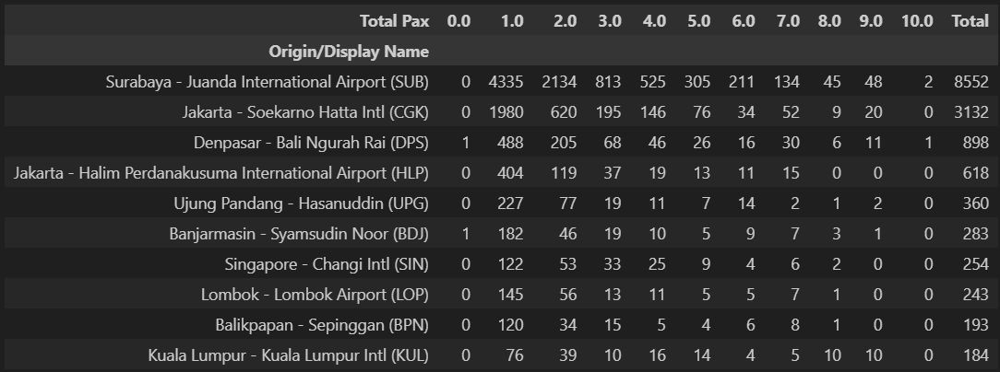 Total Pax 0.0 1.0 2.0 3.0 4.0 5.0 6.0 7.0 8.0 9.0 10.0 Total
Origin/Display Name
Surabaya - Juanda International Airport (SUB) 0 4335 2134 813 525 305 211 134 45 48 2 8552
Jakarta - Soekarno Hatta Intl (CGK) 0 1980 620 195 146 76 34 52 9 20 0 3132
Denpasar - Bali Ngurah Rai (DPS) 1 488 205 68 46 26 16 30 6 11 1 898
Jakarta - Halim Perdanakusuma International Airport (HLP) 0 404 119 37 19 13 11 15 0 0 0 618
Ujung Pandang - Hasanuddin (UPG) 0 227 77 19 11 7 14 2 1 2 0 360
Banjarmasin - Syamsudin Noor (BDJ) 1 182 46 19 10 5 9 7 3 1 0 283
Singapore - Changi Intl (SIN) 0 122 53 33 25 9 4 6 2 0 0 254
Lombok - Lombok Airport (LOP) 0 145 56 13 11 5 5 7 1 0 0 243
Balikpapan - Sepinggan (BPN) 0 120 34 15 5 4 6 8 1 0 0 193
Kuala Lumpur - Kuala Lumpur Intl (KUL) 0 76 39 10 16 14 4 5 10 10 0 184